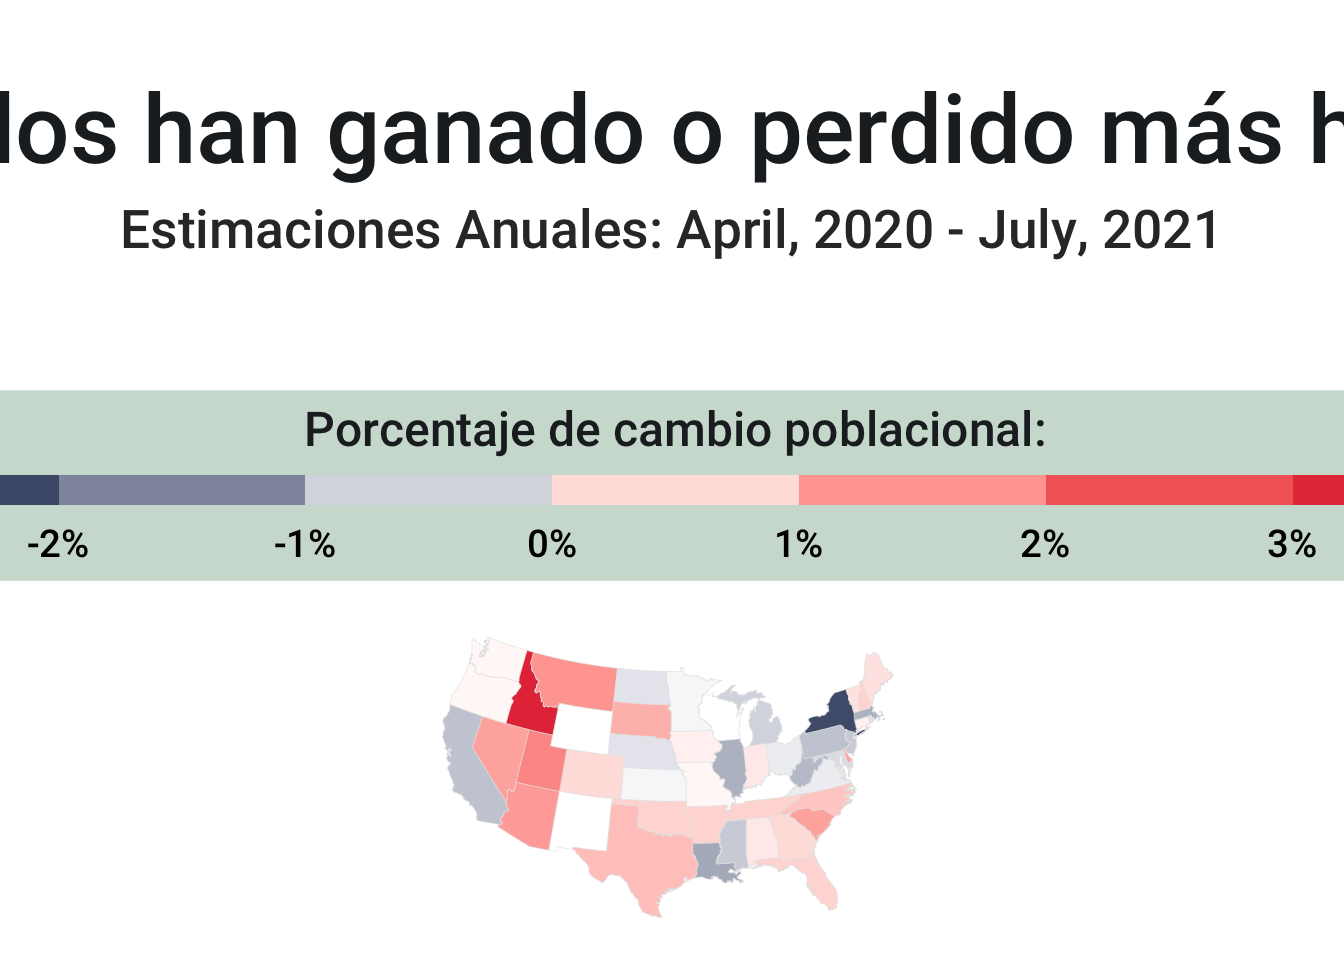 los han ganado o perdido más h
Estimaciones Anuales: April, 2020 - July, 2021
Porcentaje de cambio poblacional:
-2% -1% 0% 1% 2% 3%